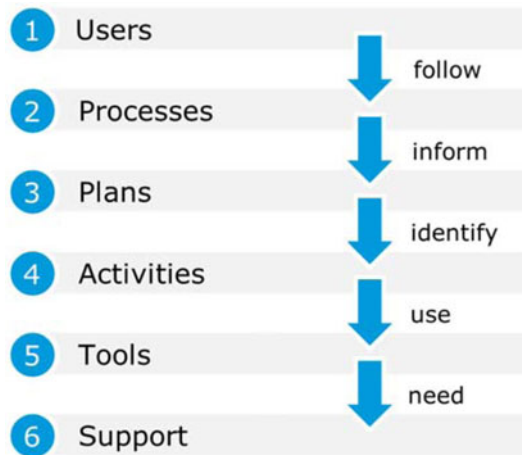 1 Users
follow
2 Processes
inform
3 Plans
identify
4 Activities
use
5 Tools
need
6 Support